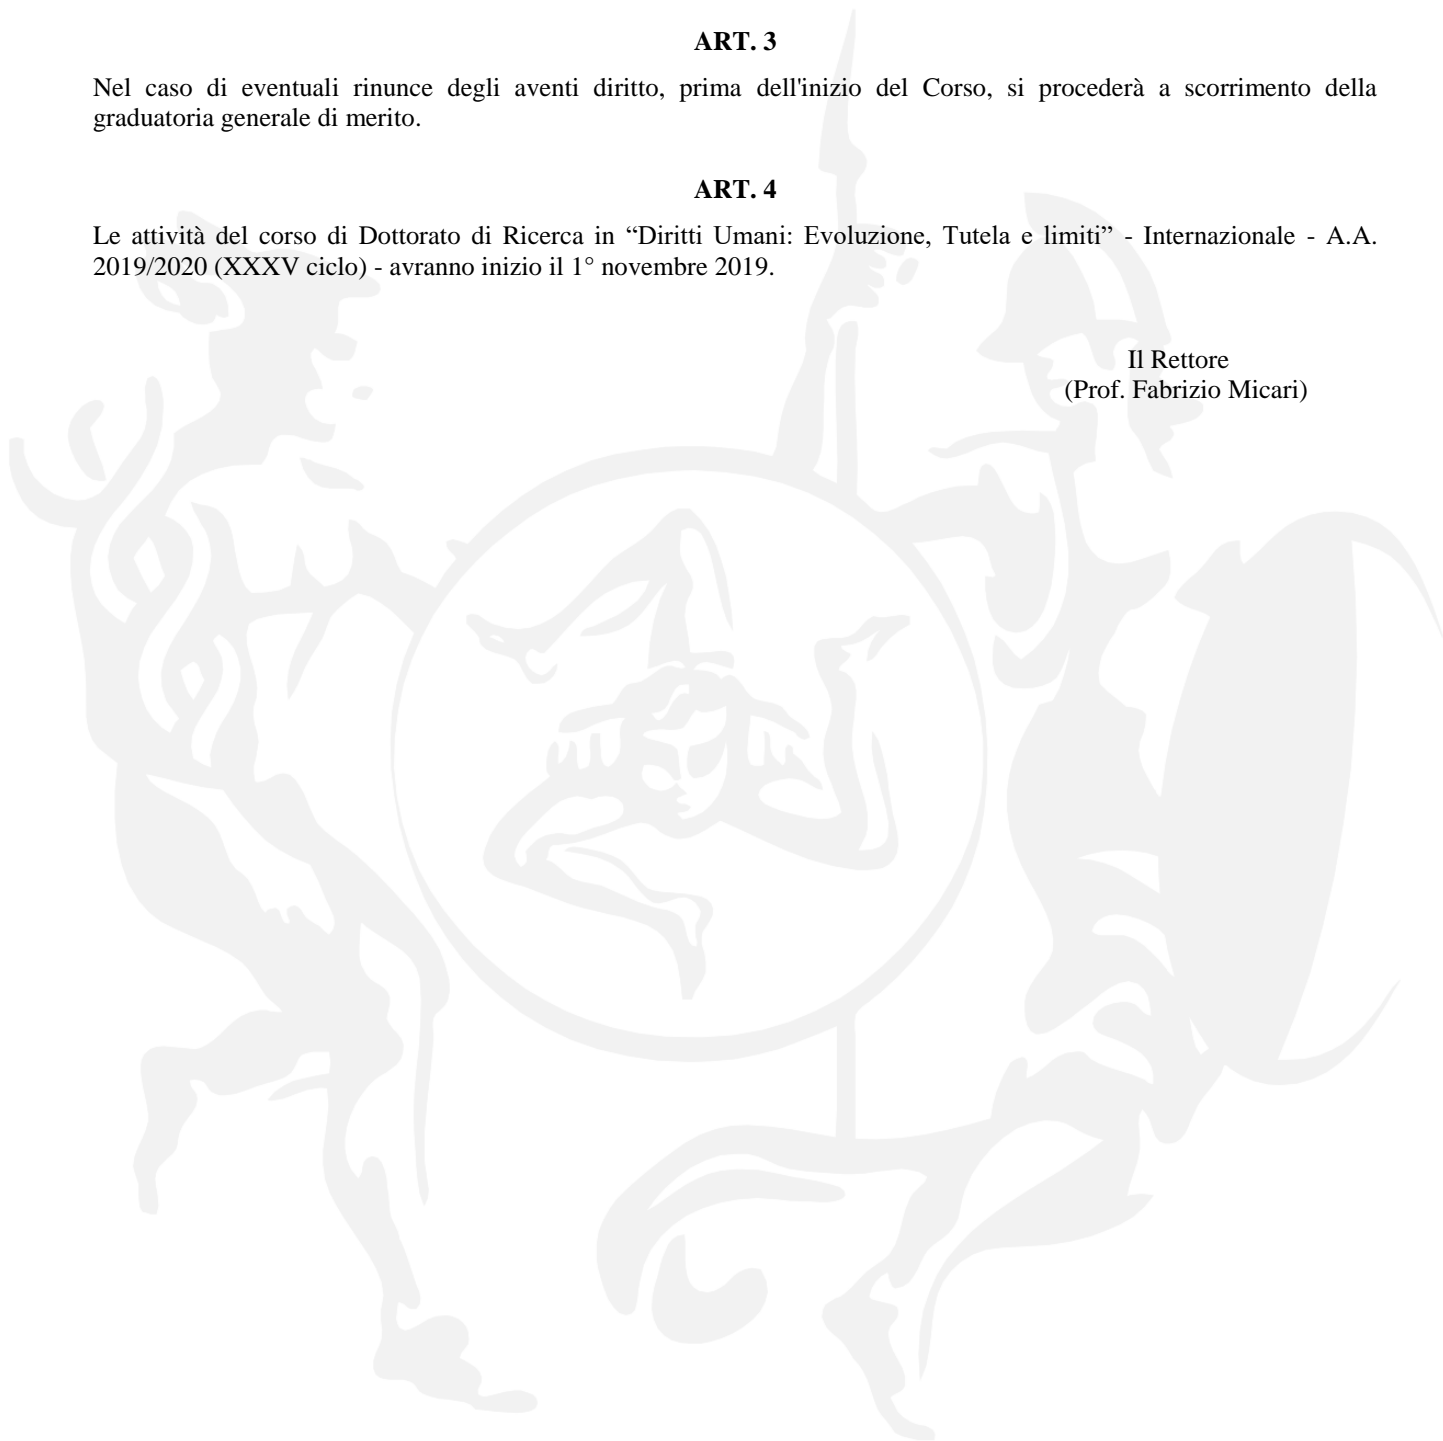 ART. 3
Nel caso di eventuali rinunce degli aventi diritto, prima dell'inizio del Corso, si procederà a scorrimento della
graduatoria generale di merito.
ART. 4
Le attività del corso di Dottorato di Ricerca in “Diritti Umani: Evoluzione, Tutela e limiti” - Internazionale - A.A.
2019/2020 (XXXV ciclo) - avranno inizio il 1° novembre 2019.
Il Rettore
(Prof. Fabrizio Micari)